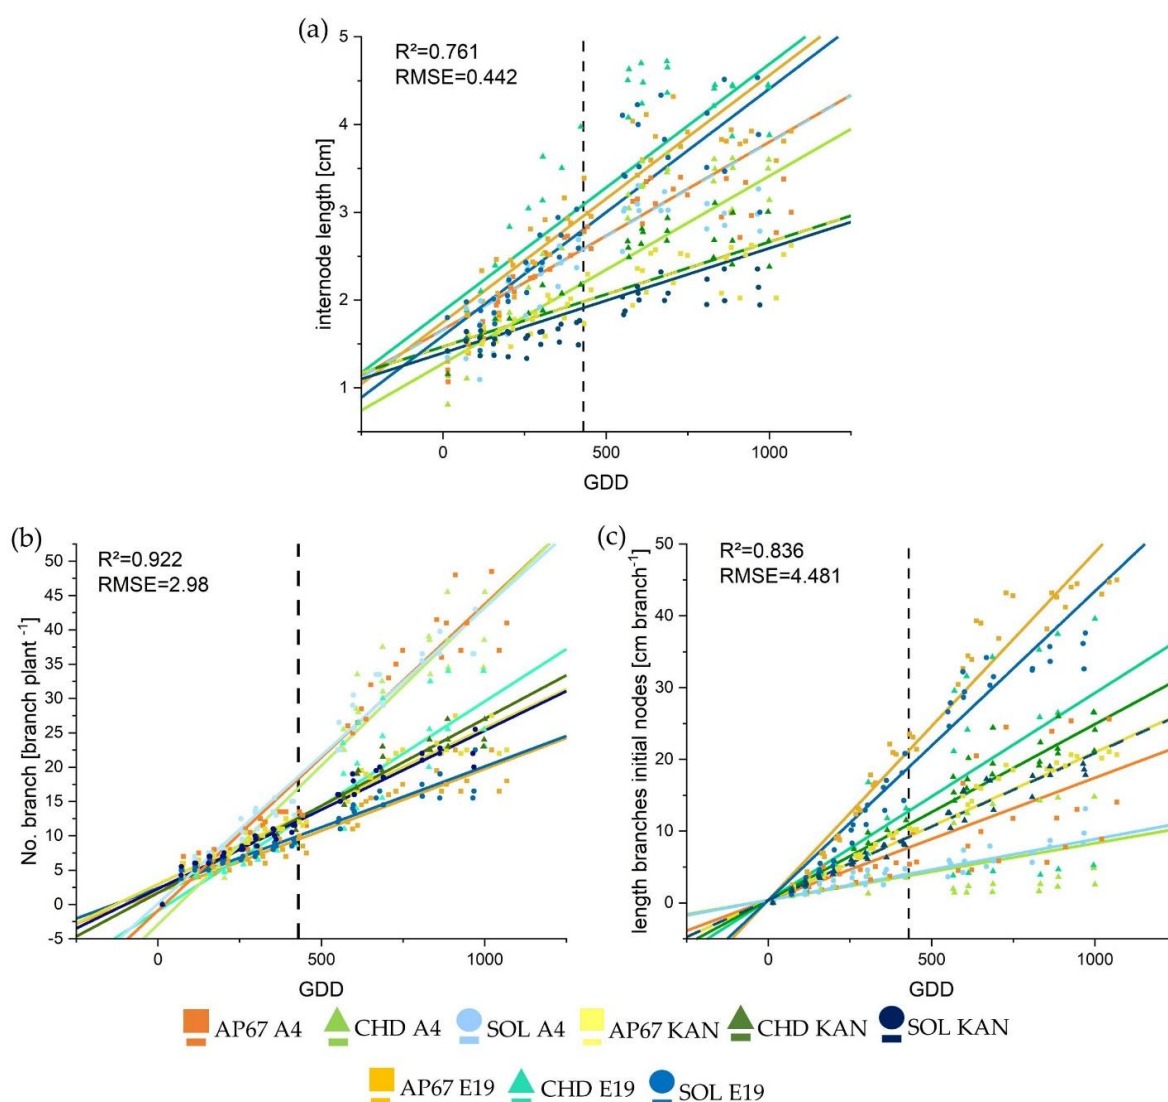 (a)
R²=0.761
RMSE=0.442
5
4
3
2
1
internode length [cm]
0 500 1000
GDD
(b)
R²=0.922
RMSE=2.98
50
45
40
35
30
25
20
15
10
5
0
-5
No. branch [branch plant ⁻¹]
0 500 1000
GDD
(c)
R²=0.836
RMSE=4.481
50
40
30
20
10
0
length branches initial nodes [cm branch⁻¹]
0 500 1000
GDD
AP67 A4 CHD A4 SOL A4 AP67 KAN CHD KAN SOL KAN
AP67 E19 CHD E19 SOL E19